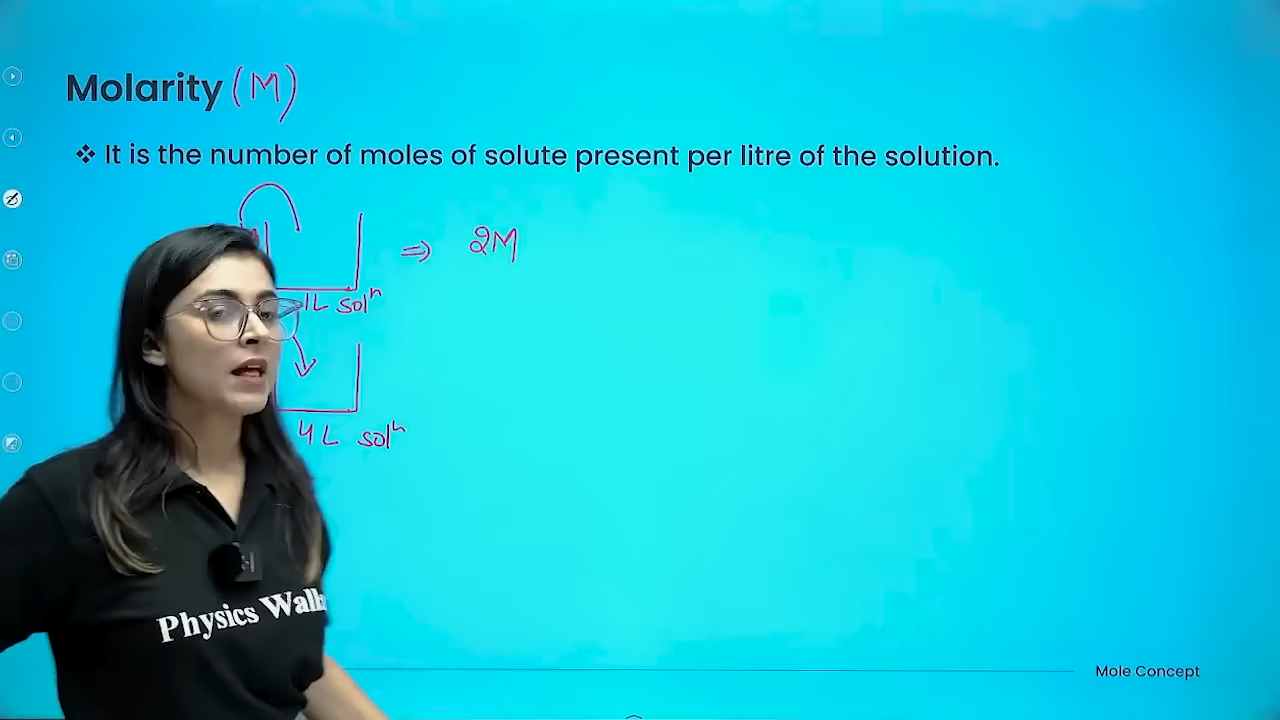 Molarity (M)
❖ It is the number of moles of solute present per litre of the solution.
⇒ 2M
1L solⁿ
4L solⁿ
Physics
Mole Concept